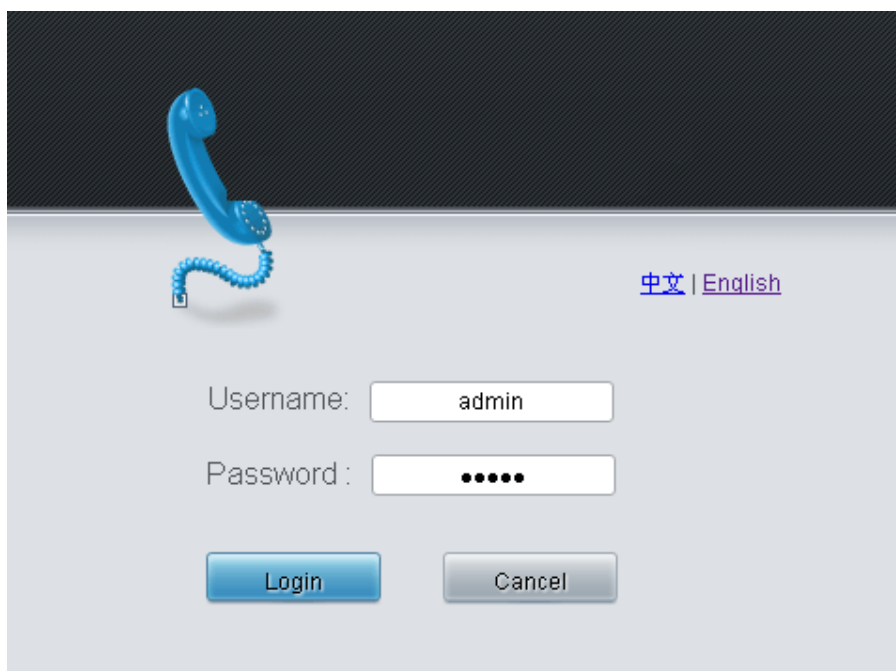 中文 | English
Username: admin
Password : •••••
Login Cancel